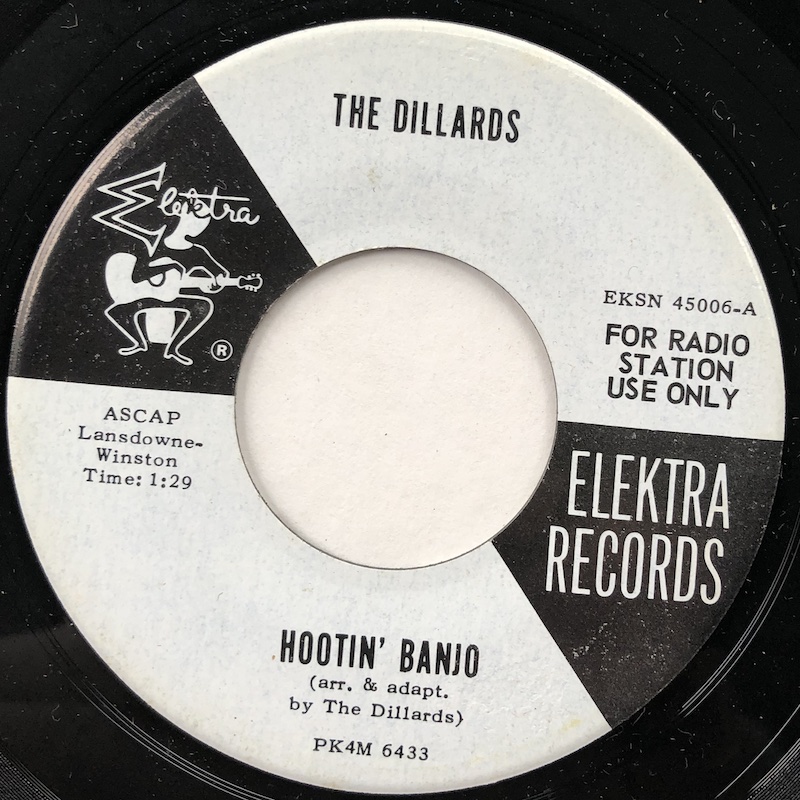 THE DILLARDS
Elektra
®
EKSN 45006-A
FOR RADIO
STATION
USE ONLY
ASCAP
Lansdowne-
Winston
Time: 1:29
ELEKTRA
RECORDS
HOOTIN' BANJO
(arr. & adapt.
by The Dillards)
PK4M 6433